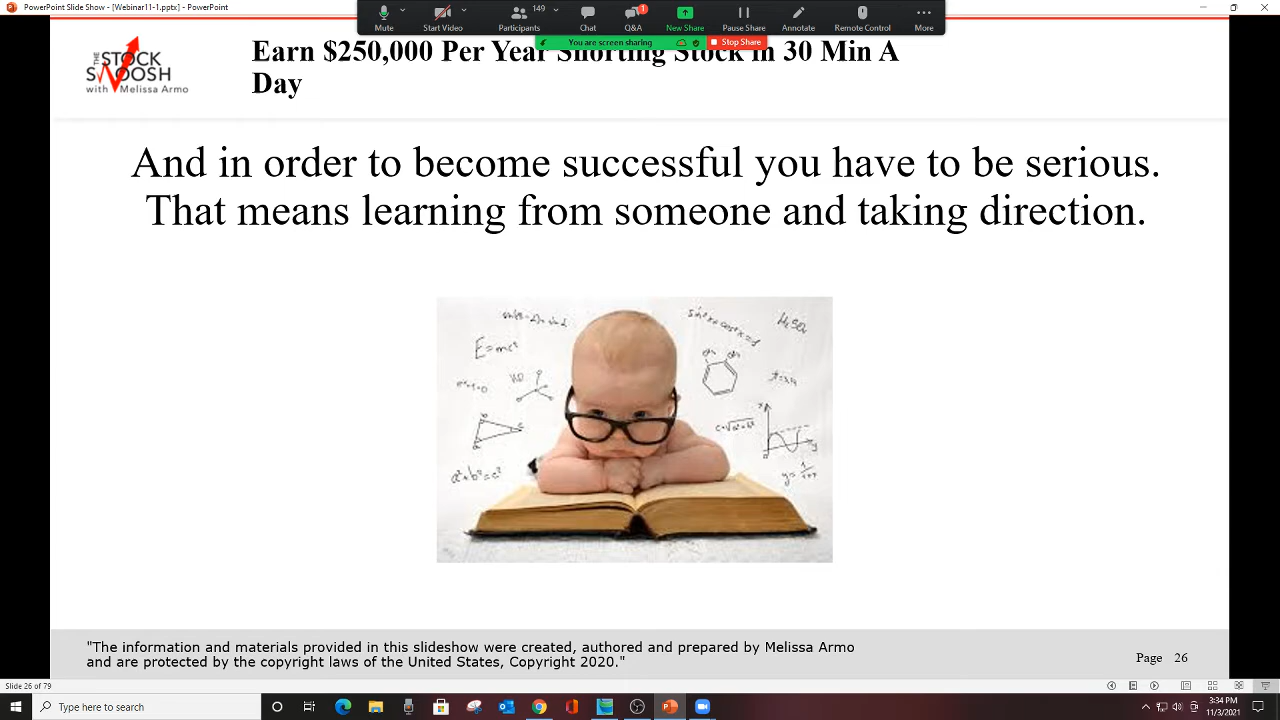 PowerPoint Slide Show - [Webinar11-1.pptx] - PowerPoint
Mute
Start Video
149
Participants
Chat
1
Q&A
New Share
Pause Share
Annotate
Remote Control
More
You are screen sharing
Stop Share
THE
STOCK
SWOOSH
with Melissa Armo
Earn $250,000 Per Year Shorting Stock in 30 Min A
Day
And in order to become successful you have to be serious.
That means learning from someone and taking direction.
E=mc²
a²+b²=c²
"The information and materials provided in this slideshow were created, authored and prepared by Melissa Armo
and are protected by the copyright laws of the United States, Copyright 2020."
Page 26
Slide 26 of 79
Type here to search
3:34 PM
11/3/2021